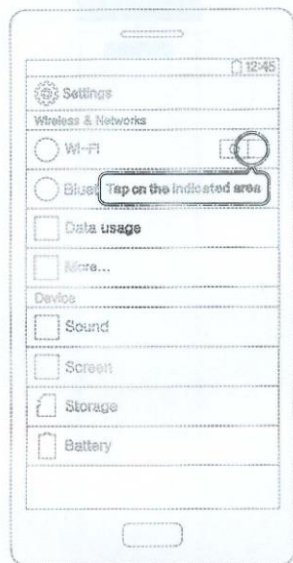 12:45
Settings
Wireless & Networks
Wi-Fi
Bluet
Tap on the indicated area
Data usage
More...
Device
Sound
Screen
Storage
Battery